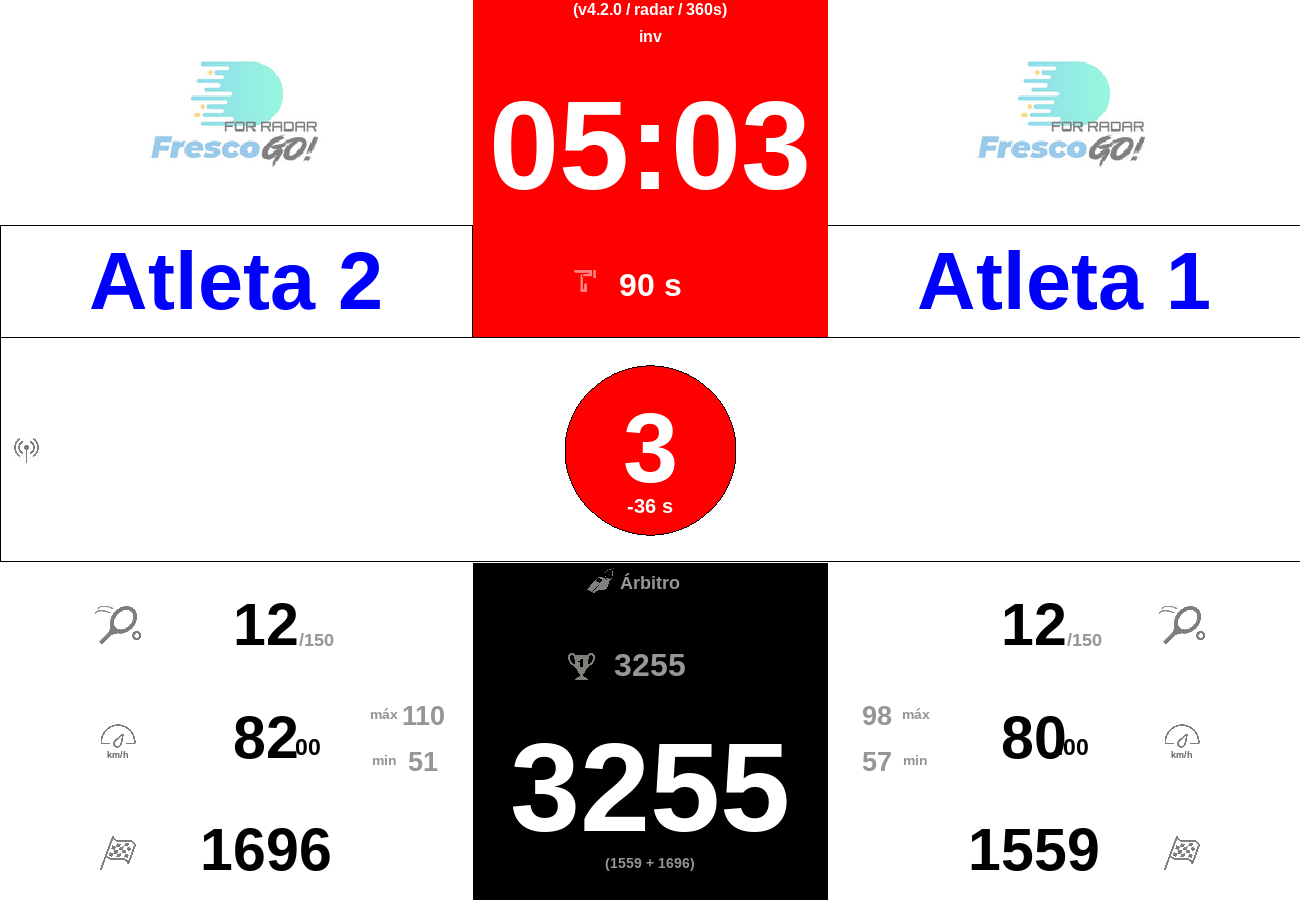 (v4.2.0 / radar / 360s)
inv
FOR RADAR
FrescoGO!
05:03
FOR RADAR
FrescoGO!
Atleta 2
90 s
Atleta 1
3
-36 s
Árbitro
12/150
12/150
1
3255
8200
máx 110
98 máx
8000
km/h
min 51
57 min
km/h
3255
1696
1559
(1559 + 1696)